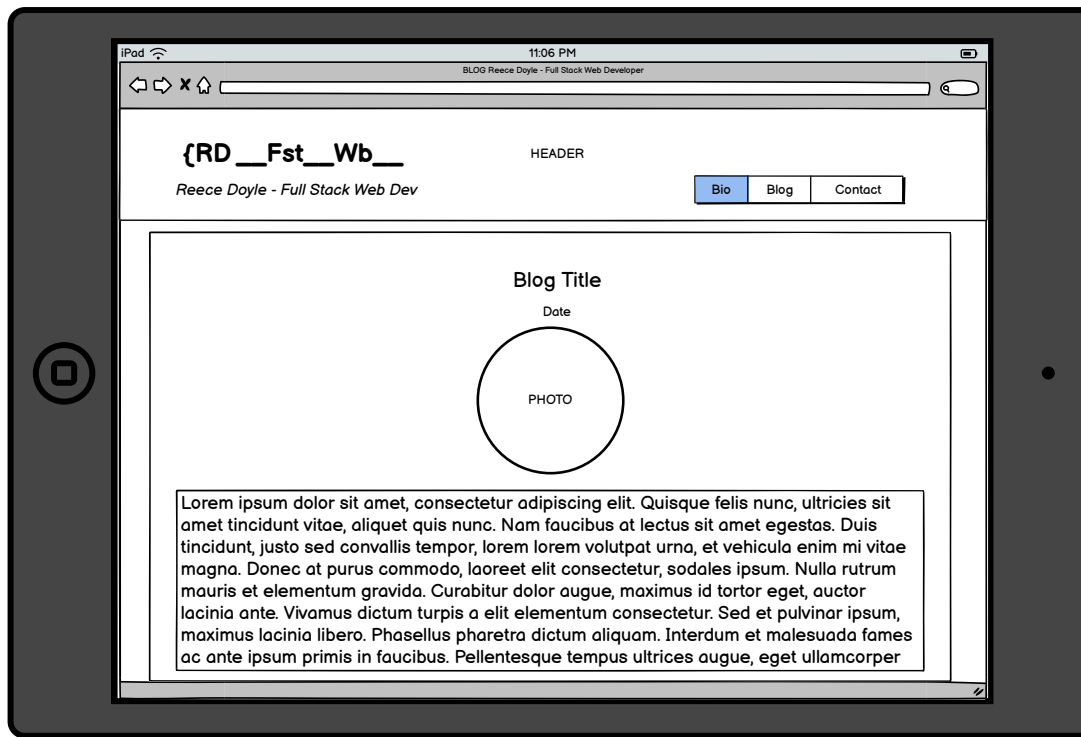 iPad
11:06 PM
BLOG Reece Doyle - Full Stack Web Developer
{RD __Fst__Wb__
HEADER
Reece Doyle - Full Stack Web Dev
Bio Blog Contact
Blog Title
Date
PHOTO
Lorem ipsum dolor sit amet, consectetur adipiscing elit. Quisque felis nunc, ultricies sit
amet tincidunt vitae, aliquet quis nunc. Nam faucibus at lectus sit amet egestas. Duis
tincidunt, justo sed convallis tempor, lorem lorem volutpat urna, et vehicula enim mi vitae
magna. Donec at purus commodo, laoreet elit consectetur, sodales ipsum. Nulla rutrum
mauris et elementum gravida. Curabitur dolor augue, maximus id tortor eget, auctor
lacinia ante. Vivamus dictum turpis a elit elementum consectetur. Sed et pulvinar ipsum,
maximus lacinia libero. Phasellus pharetra dictum aliquam. Interdum et malesuada fames
ac ante ipsum primis in faucibus. Pellentesque tempus ultrices augue, eget ullamcorper